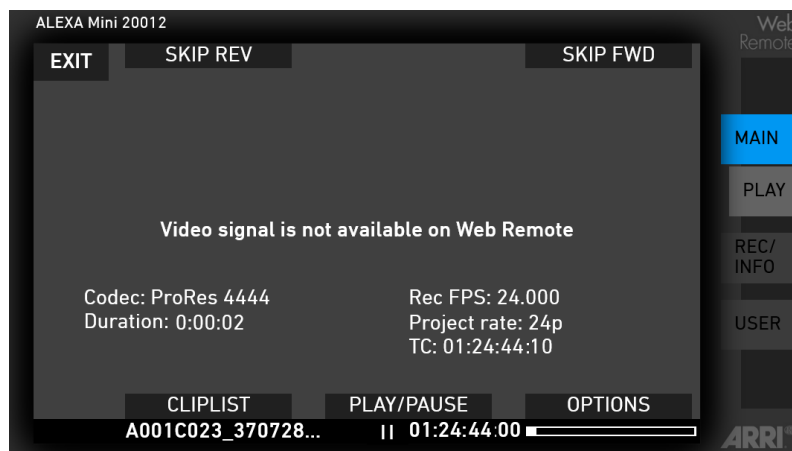 ALEXA Mini 20012
Web
Remote
EXIT
SKIP REV
SKIP FWD
MAIN
PLAY
Video signal is not available on Web Remote
REC/
INFO
Codec: ProRes 4444
Rec FPS: 24.000
Duration: 0:00:02
Project rate: 24p
USER
TC: 01:24:44:10
CLIPLIST
PLAY/PAUSE
OPTIONS
A001C023_370728...
|| 01:24:44:00
ARRI